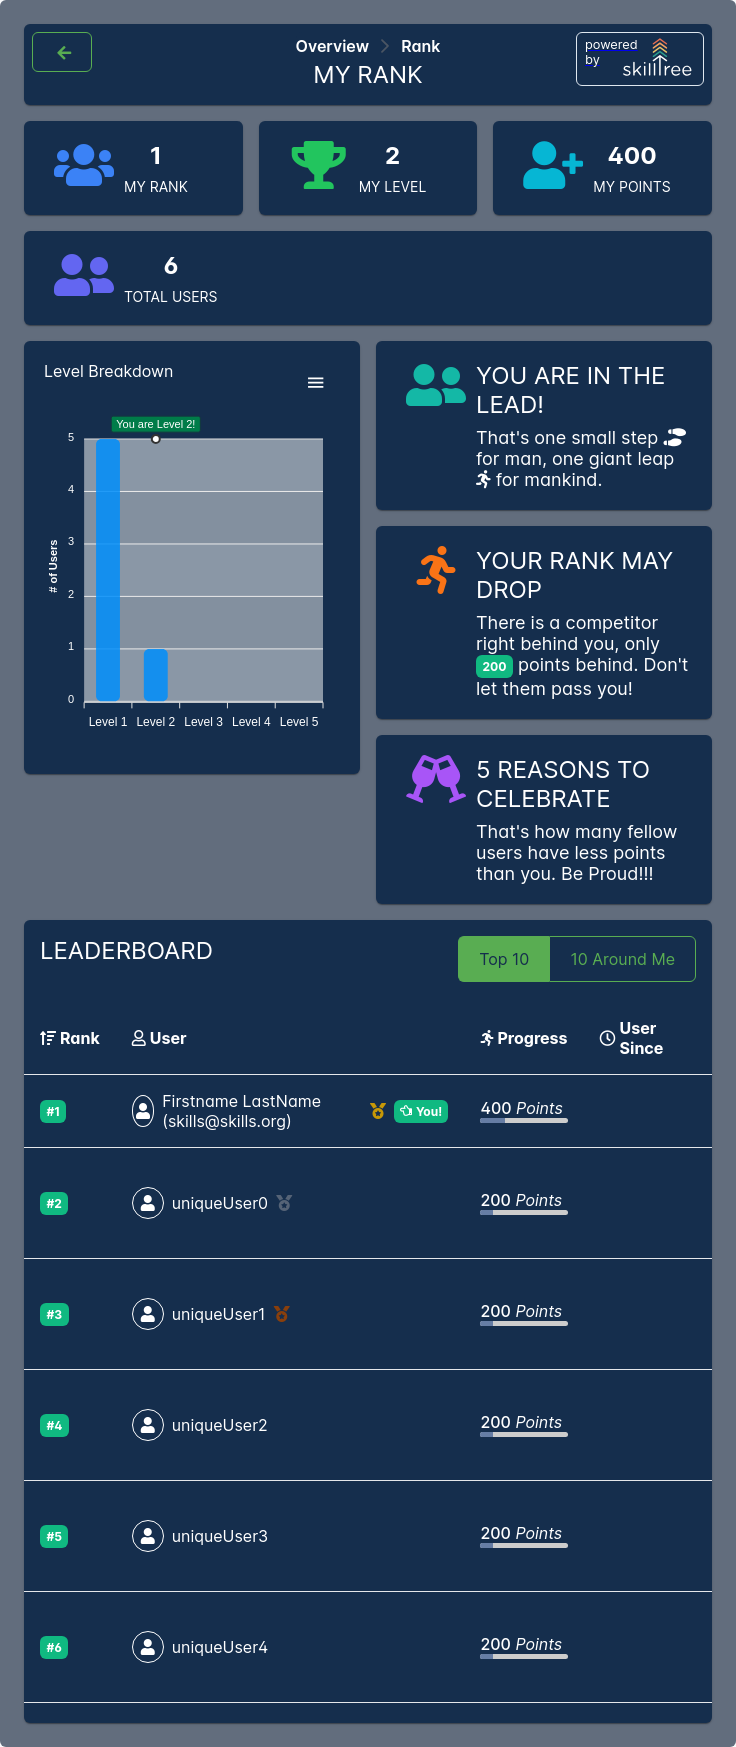 Overview Rank
MY RANK
powered
by
skilltree
1
MY RANK
2
MY LEVEL
400
MY POINTS
6
TOTAL USERS
Level Breakdown
You are Level 2!
5
4
3
2
1
0
# of Users
Level 1 Level 2 Level 3 Level 4 Level 5
YOU ARE IN THE
LEAD!
That's one small step
for man, one giant leap
for mankind.
YOUR RANK MAY
DROP
There is a competitor
right behind you, only
200 points behind. Don't
let them pass you!
5 REASONS TO
CELEBRATE
That's how many fellow
users have less points
than you. Be Proud!!!
LEADERBOARD
Top 10 10 Around Me
Rank User Progress User
Since
#1 Firstname LastName
(skills@skills.org) You! 400 Points
#2 uniqueUser0 200 Points
#3 uniqueUser1 200 Points
#4 uniqueUser2 200 Points
#5 uniqueUser3 200 Points
#6 uniqueUser4 200 Points